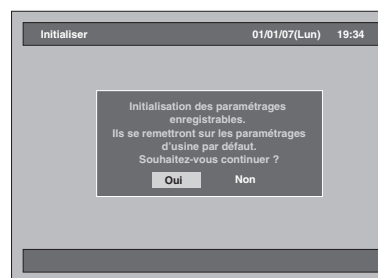 Initialiser 01/01/07(Lun) 19:34
Initialisation des paramétrages
enregistrables.
Ils se remettront sur les paramétrages
d'usine par défaut.
Souhaitez-vous continuer ?
Oui Non